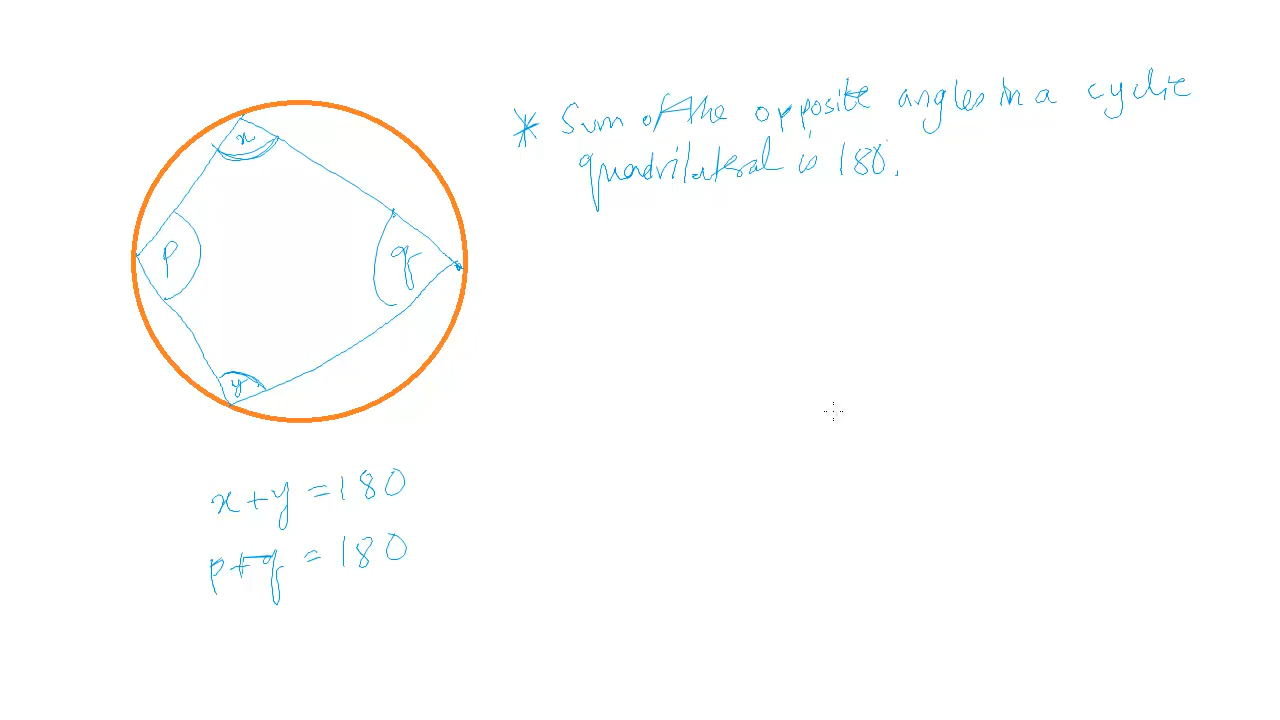 * Sum of the opposite angles in a cyclic
quadrilateral is 180.
x
p
q
y
x + y = 180
p + q = 180